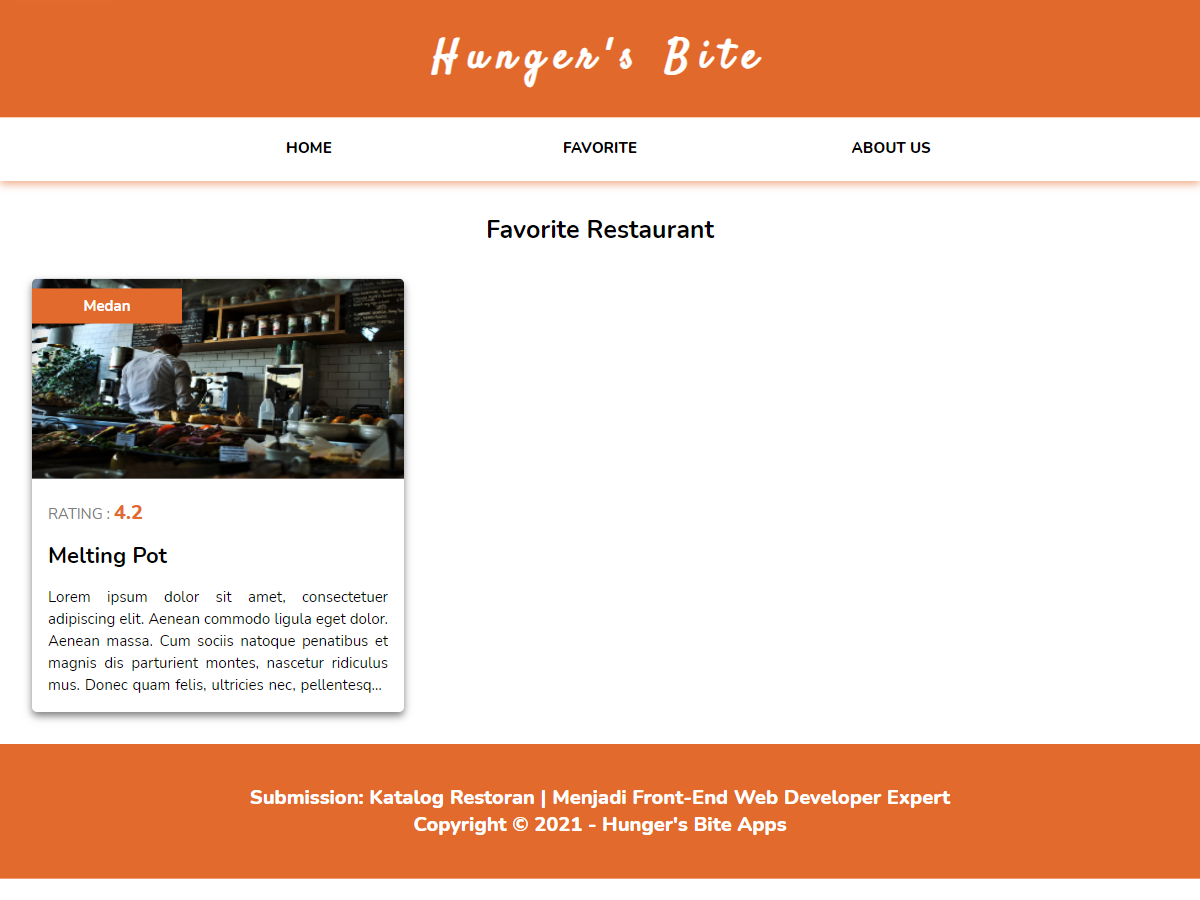 Hunger's Bite
HOME
FAVORITE
ABOUT US
Favorite Restaurant
Medan
RATING : 4.2
Melting Pot
Lorem ipsum dolor sit amet, consectetuer
adipiscing elit. Aenean commodo ligula eget dolor.
Aenean massa. Cum sociis natoque penatibus et
magnis dis parturient montes, nascetur ridiculus
mus. Donec quam felis, ultricies nec, pellentesq...
Submission: Katalog Restoran | Menjadi Front-End Web Developer Expert
Copyright © 2021 - Hunger's Bite Apps